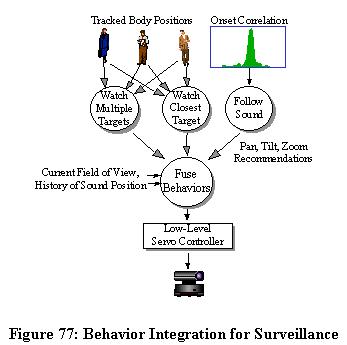 Tracked Body Positions
Onset Correlation
Watch
Multiple
Targets
Watch
Closest
Target
Follow
Sound
Pan, Tilt, Zoom
Recommendations
Current Field of View,
History of Sound Position
Fuse
Behaviors
Low-Level
Servo Controller
Figure 77: Behavior Integration for Surveillance